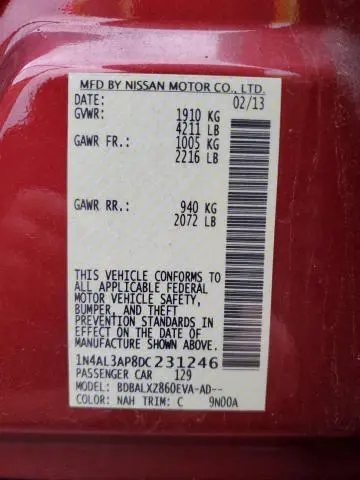 MFD BY NISSAN MOTOR CO., LTD.
DATE: 02/13
GVWR: 1910 KG
4211 LB
GAWR FR.: 1005 KG
2216 LB
GAWR RR.: 940 KG
2072 LB
THIS VEHICLE CONFORMS TO
ALL APPLICABLE FEDERAL
MOTOR VEHICLE SAFETY,
BUMPER, AND THEFT
PREVENTION STANDARDS IN
EFFECT ON THE DATE OF
MANUFACTURE SHOWN ABOVE.
1N4AL3AP8DC231246
PASSENGER CAR 129
MODEL: BDBALXZ860EVA-AD--
COLOR: NAH TRIM: C 9N00A